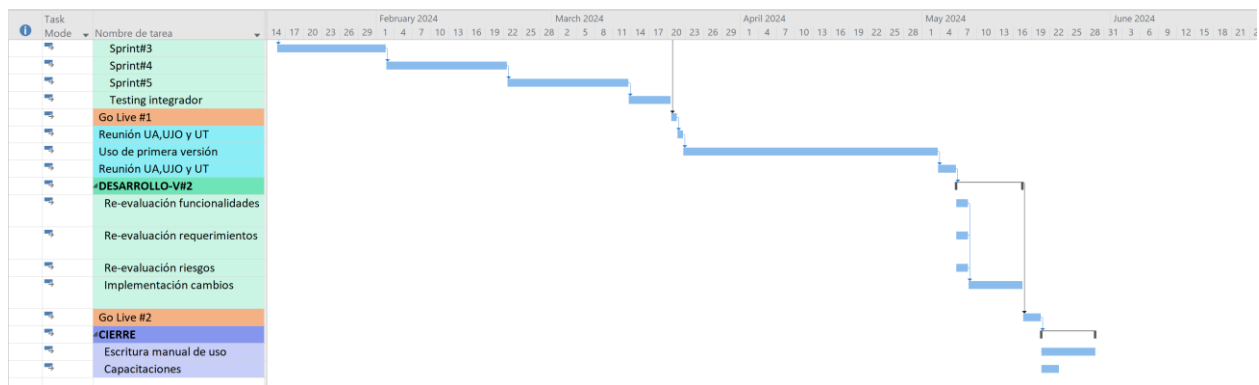 Task
February 2024
March 2024
April 2024
May 2024
June 2024
Mode
Nombre de tarea
14 17 20 23 26 29 1 4 7 10 13 16 19 22 25 28 2 5 8 11 14 17 20 23 26 29 1 4 7 10 13 16 19 22 25 28 1 4 7 10 13 16 19 22 25 28 31 3 6 9 12 15 18 21
Sprint#3
Sprint#4
Sprint#5
Testing integrador
Go Live #1
Reunión UA,UJO y UT
Uso de primera versión
Reunión UA,UJO y UT
DESARROLLO-V#2
Re-evaluación funcionalidades
Re-evaluación requerimientos
Re-evaluación riesgos
Implementación cambios
Go Live #2
CIERRE
Escritura manual de uso
Capacitaciones